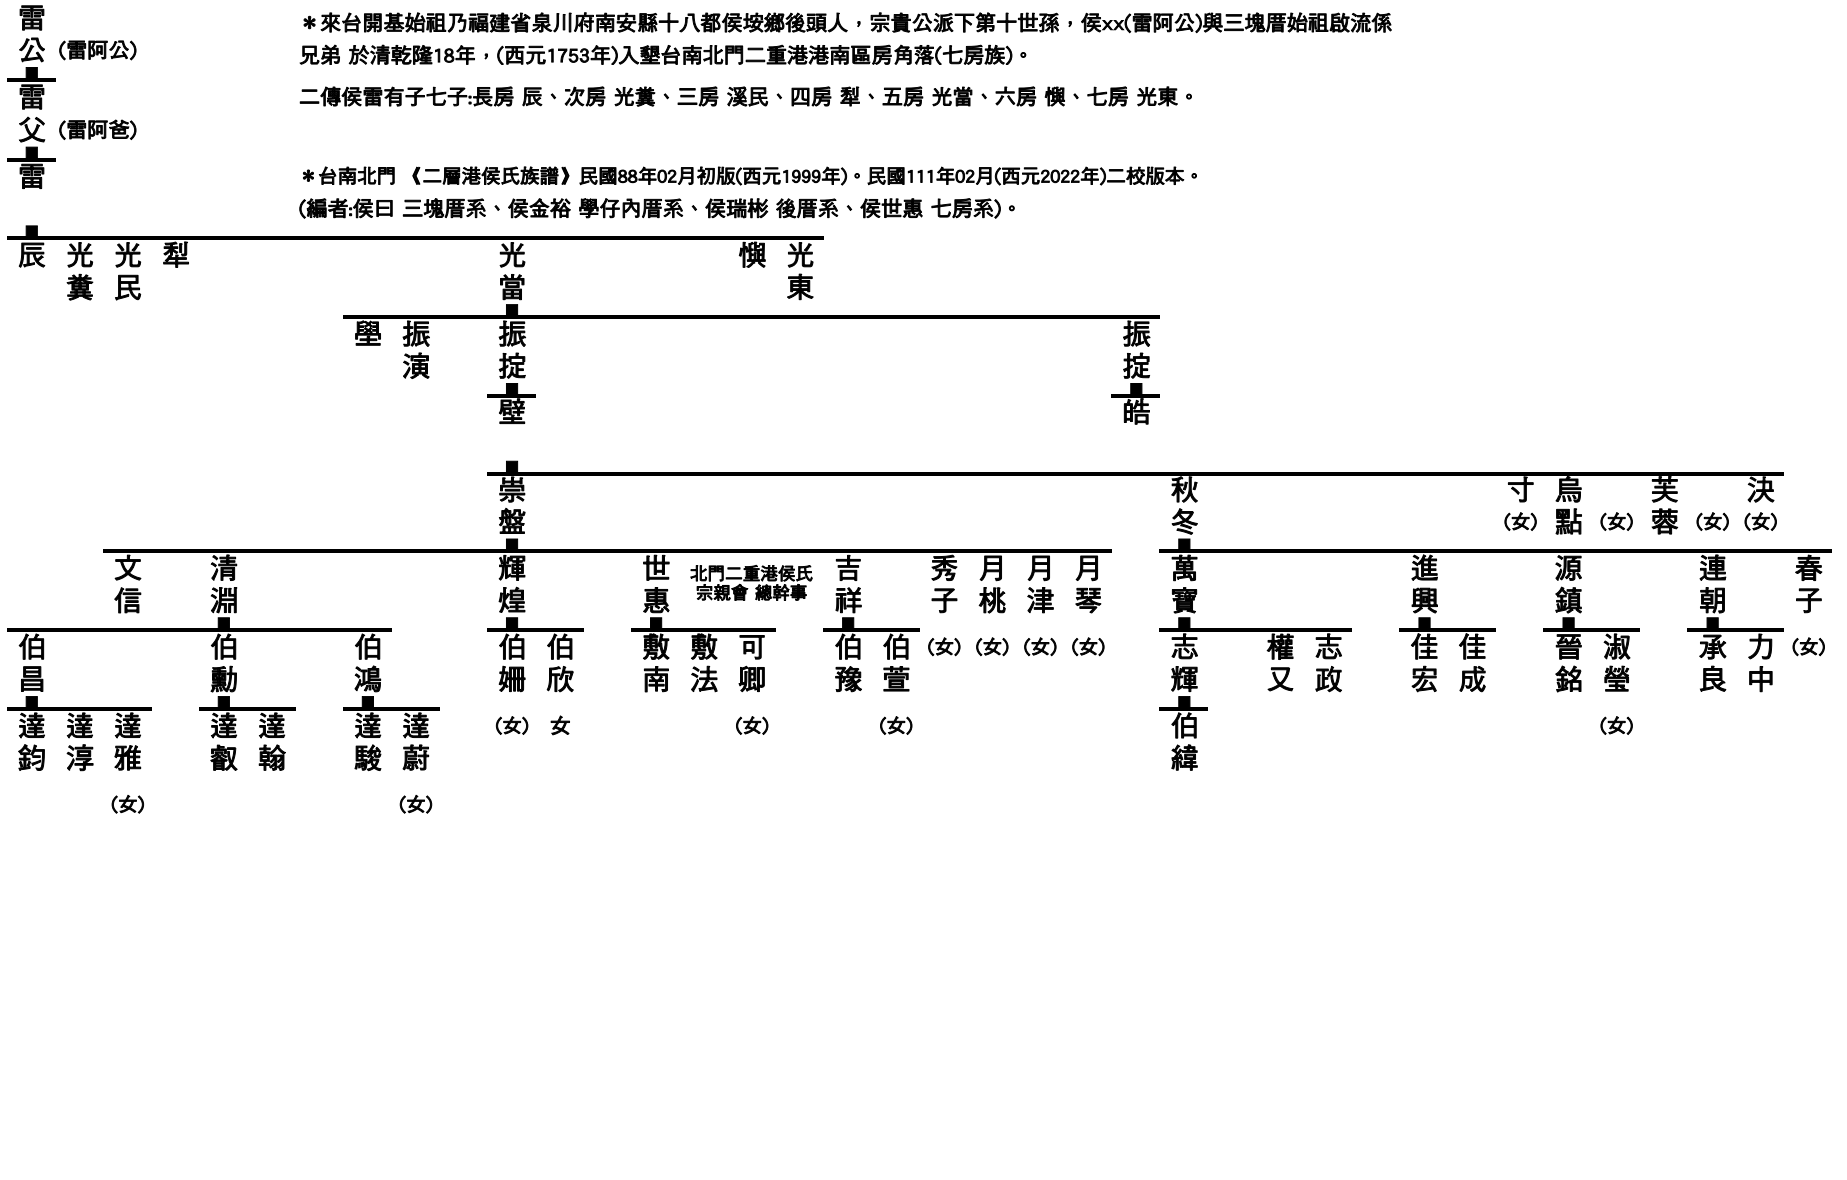 雷公 (雷阿公)
＊來台開基始祖乃福建省泉川府南安縣十八都侯垵鄉後頭人，宗貴公派下第十世孫，侯xx(雷阿公)與三塊厝始祖啟流係
兄弟 於清乾隆18年，(西元1753年)入墾台南北門二重港港南區房角落(七房族)。
雷父 (雷阿爸)
二傳侯雷有子七子:長房 辰、次房 光糞、三房 溪民、四房 犁、五房 光當、六房 懊、七房 光東。
雷
＊台南北門 《二層港侯氏族譜》民國88年02月初版(西元1999年)。民國111年02月(西元2022年)二校版本。
(編者:侯曰 三塊厝系、侯金裕 學仔內厝系、侯瑞彬 後厝系、侯世惠 七房系)。
辰 光糞 光民 犁 光當 懊 光東
壆 振演 振掟 振掟
壁 皓
崇盤 秋冬 寸(女) 烏點(女) 芙蓉(女) 決(女)
文信 清淵 輝煌 世惠 吉祥 秀子(女) 月桃(女) 月津(女) 月琴(女) 萬寶 進興 源鎮 連朝 春子(女)
北門二重港侯氏
宗親會 總幹事
伯昌 伯勳 伯鴻 伯姍(女) 伯欣女 敷南 敷法 可卿(女) 伯豫 伯萱(女) 志輝 權又 志政 佳宏 佳成 晉銘 淑瑩(女) 承良 力中
達鈞 達淳 達雅(女) 達叡 達翰 達駿 達蔚(女) 伯緯